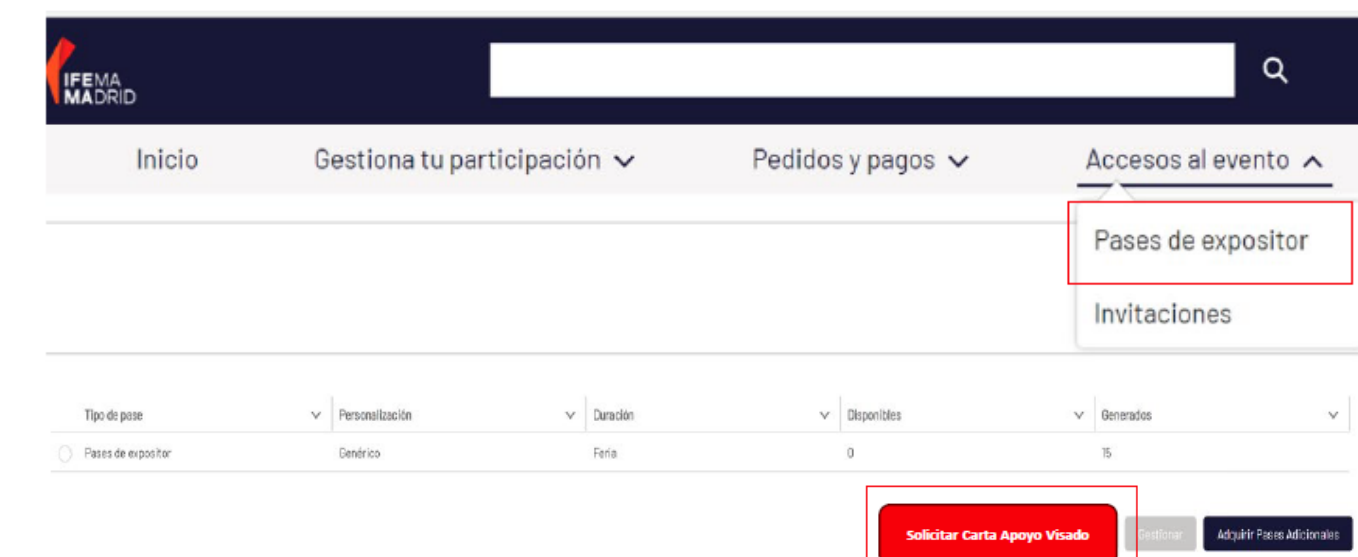 IFEMA
MADRID
Inicio Gestiona tu participación Pedidos y pagos Accesos al evento
Pases de expositor
Invitaciones
Tipo de pase Personalización Duración Disponibles Generados
Pases de expositor Genérico Feria 0 15
Solicitar Carta Apoyo Visado Gestionar Adquirir Pases Adicionales